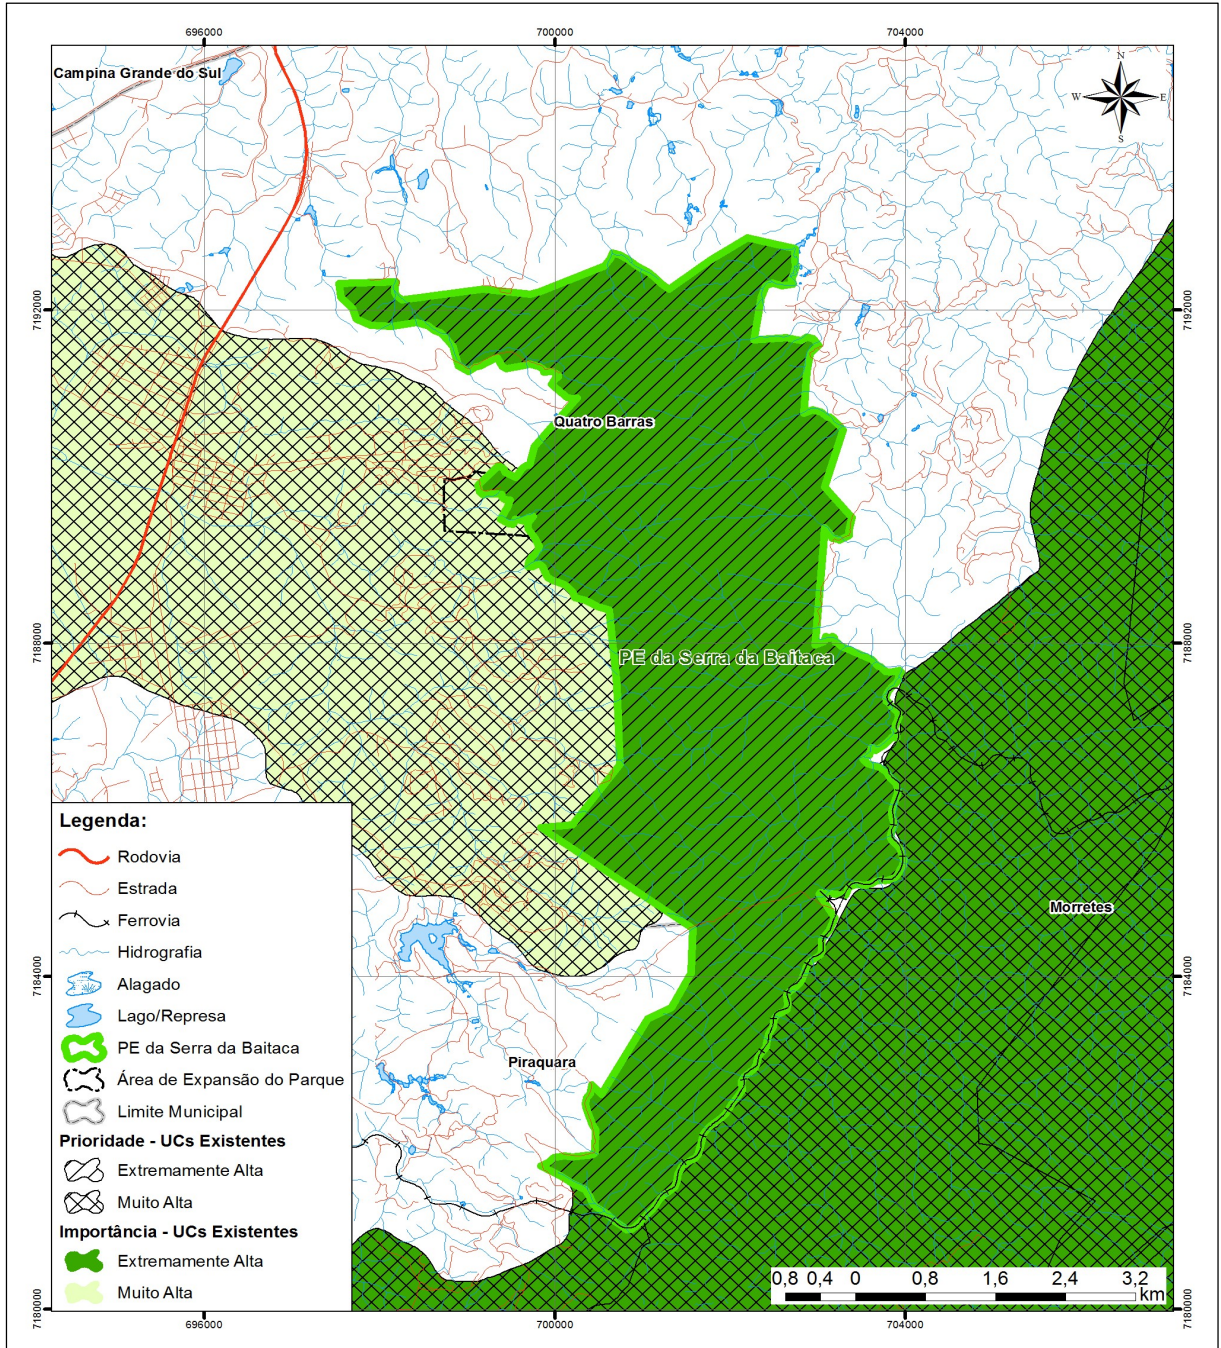 696000
700000
704000
Campina Grande do Sul
N
W
E
S
7192000
7192000
Quatro Barras
7188000
7188000
PE da Serra da Baitaca
Legenda:
Rodovia
Estrada
Ferrovia
Hidrografia
Alagado
Lago/Represa
PE da Serra da Baitaca
Área de Expansão do Parque
Limite Municipal
Prioridade - UCs Existentes
Extremamente Alta
Muito Alta
Importância - UCs Existentes
Extremamente Alta
Muito Alta
Morretes
7184000
7184000
Piraquara
0,8 0,4 0 0,8 1,6 2,4 3,2
km
7180000
7180000
696000
700000
704000